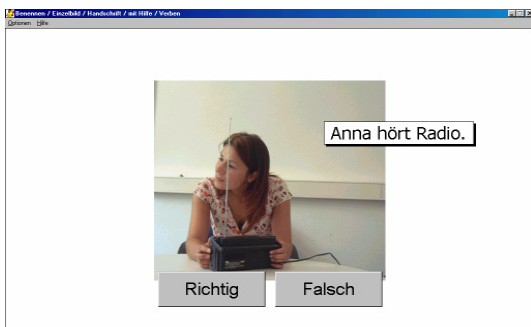 Benennen / Einzelbild / Handschrift / mit Hilfe / Verben
Optionen Hilfe
Anna hört Radio.
Richtig Falsch